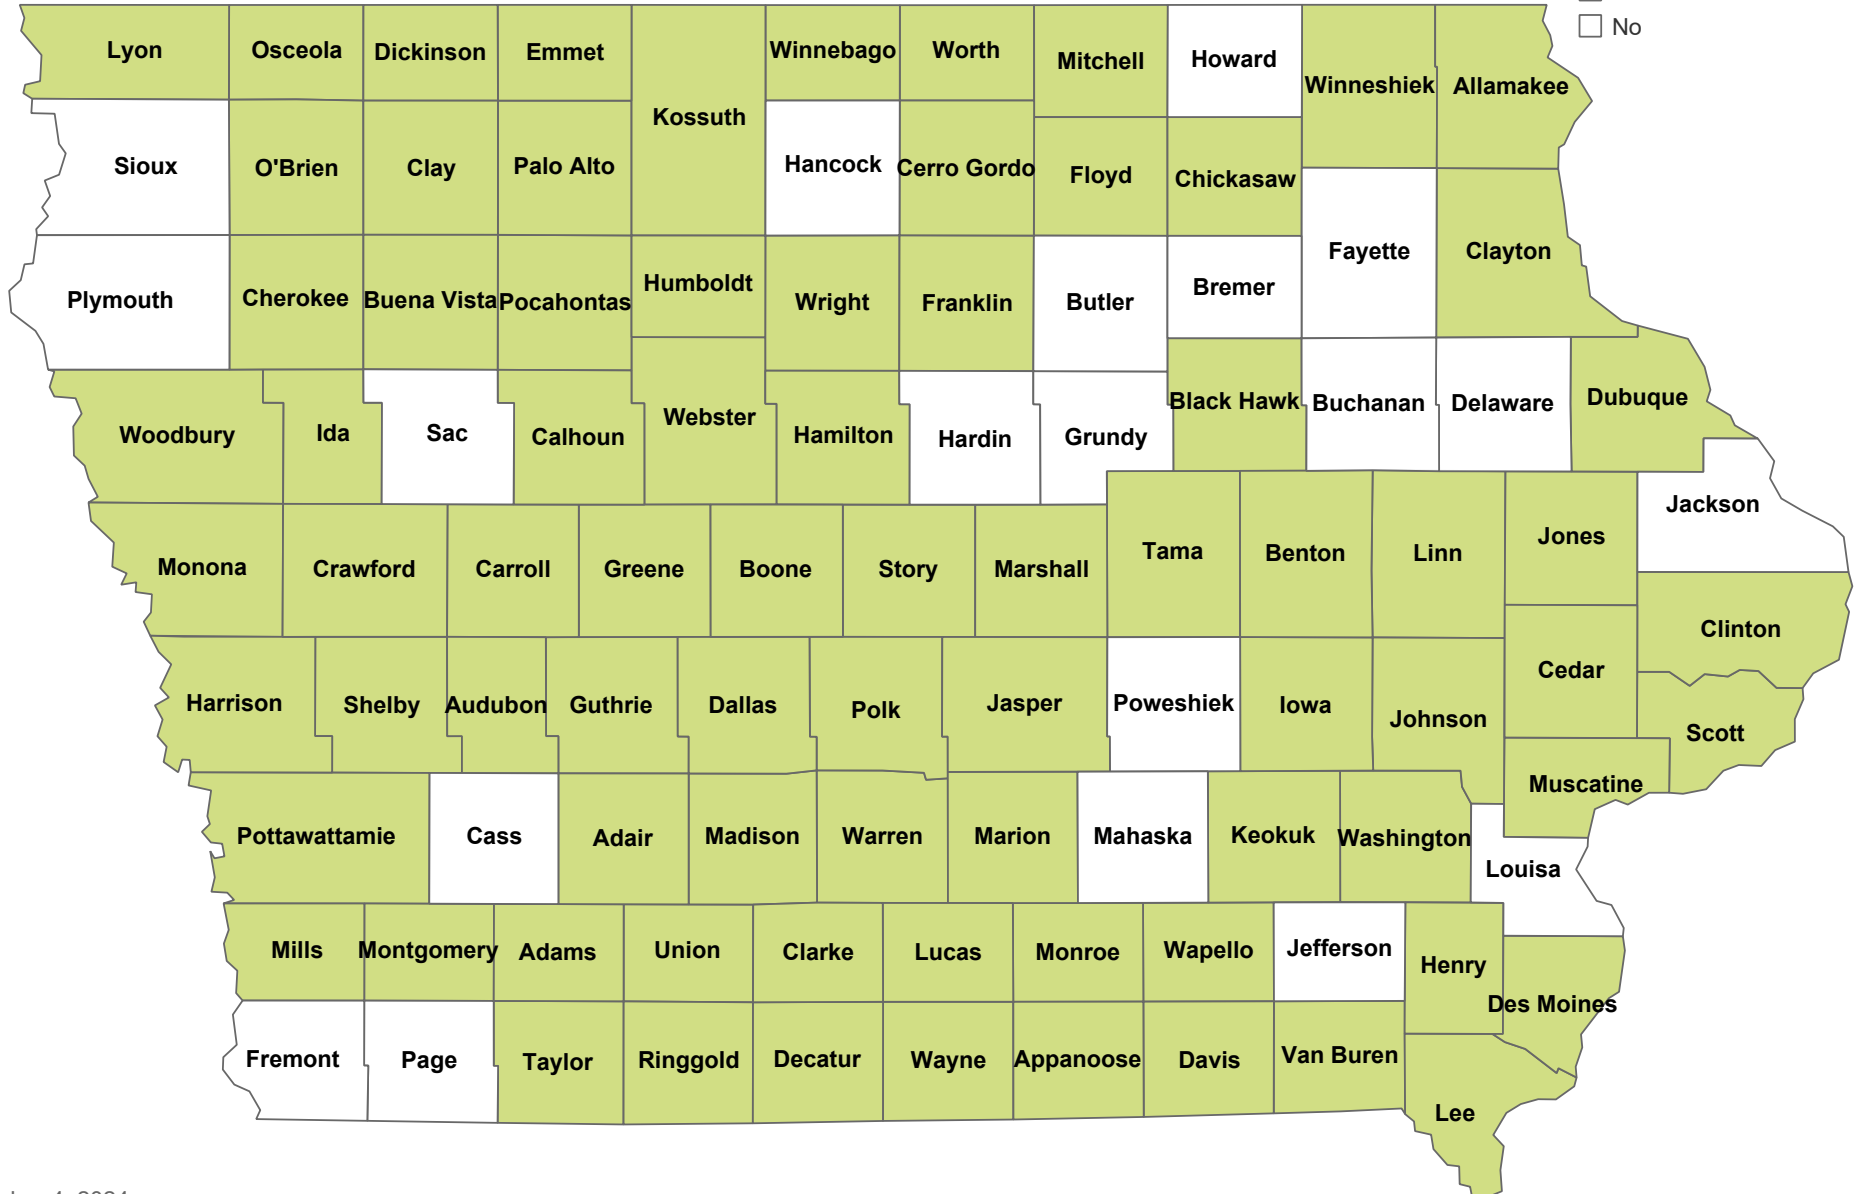 No
Lyon
Osceola
Dickinson
Emmet
Kossuth
Winnebago
Worth
Mitchell
Howard
Winneshiek
Allamakee
Sioux
O'Brien
Clay
Palo Alto
Hancock
Cerro Gordo
Floyd
Chickasaw
Fayette
Clayton
Plymouth
Cherokee
Buena Vista
Pocahontas
Humboldt
Wright
Franklin
Butler
Bremer
Woodbury
Ida
Sac
Calhoun
Webster
Hamilton
Hardin
Grundy
Black Hawk
Buchanan
Delaware
Dubuque
Jackson
Monona
Crawford
Carroll
Greene
Boone
Story
Marshall
Tama
Benton
Linn
Jones
Clinton
Harrison
Shelby
Audubon
Guthrie
Dallas
Polk
Jasper
Poweshiek
Iowa
Johnson
Cedar
Scott
Muscatine
Pottawattamie
Cass
Adair
Madison
Warren
Marion
Mahaska
Keokuk
Washington
Louisa
Mills
Montgomery
Adams
Union
Clarke
Lucas
Monroe
Wapello
Jefferson
Henry
Des Moines
Fremont
Page
Taylor
Ringgold
Decatur
Wayne
Appanoose
Davis
Van Buren
Lee